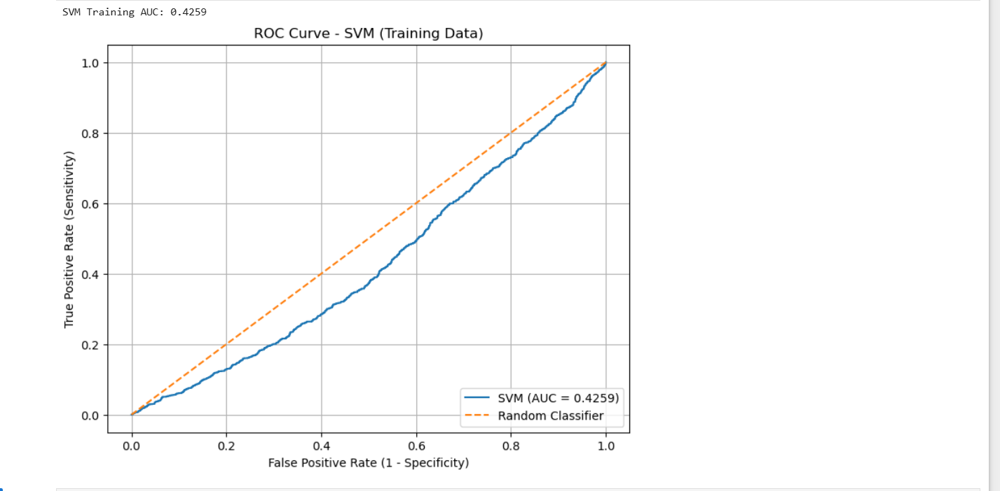 SVM Training AUC: 0.4259
ROC Curve - SVM (Training Data)
1.0
0.8
0.6
0.4
0.2
0.0
True Positive Rate (Sensitivity)
SVM (AUC = 0.4259)
Random Classifier
0.0 0.2 0.4 0.6 0.8 1.0
False Positive Rate (1 - Specificity)